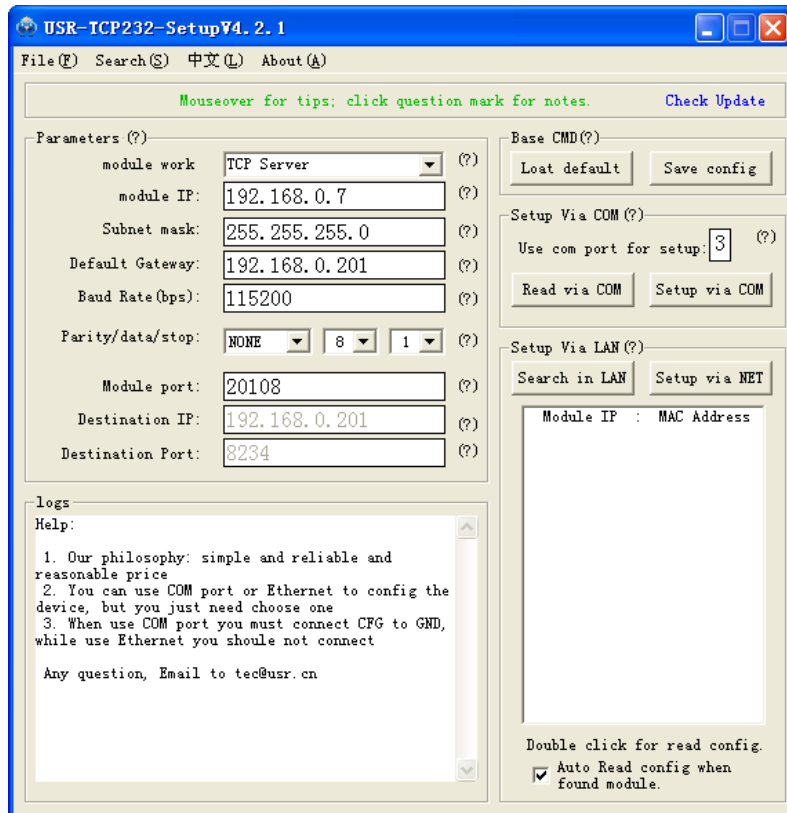 USR-TCP232-SetupV4.2.1
File(F) Search(S) 中文(L) About(A)
Mouseover for tips; click question mark for notes. Check Update
Parameters (?)
module work TCP Server (?)
module IP: 192.168.0.7 (?)
Subnet mask: 255.255.255.0 (?)
Default Gateway: 192.168.0.201 (?)
Baud Rate(bps): 115200 (?)
Parity/data/stop: NONE 8 1 (?)
Module port: 20108 (?)
Destination IP: 192.168.0.201 (?)
Destination Port: 8234 (?)
Base CMD(?)
Loat default Save config
Setup Via COM(?)
Use com port for setup: 3 (?)
Read via COM Setup via COM
Setup Via LAN(?)
Search in LAN Setup via NET
Module IP : MAC Address
Double click for read config.
Auto Read config when
found module.
logs
Help:
1. Our philosophy: simple and reliable and
reasonable price
2. You can use COM port or Ethernet to config the
device, but you just need choose one
3. When use COM port you must connect CFG to GND,
while use Ethernet you shoule not connect
Any question, Email to tec@usr.cn